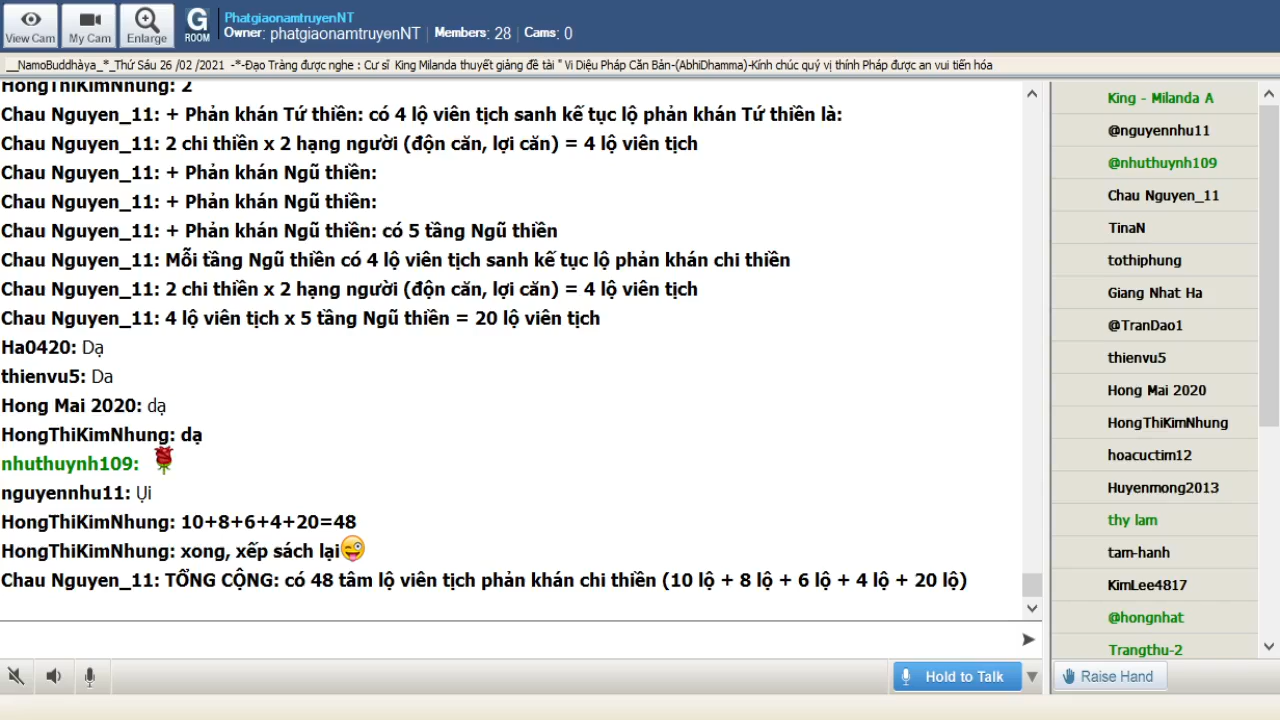 View Cam
My Cam
Enlarge
G
ROOM
PhatgiaonamtruyenNT
Owner: phatgiaonamtruyenNT | Members: 28 | Cams: 0
__NamoBuddhàya_*_Thứ Sáu 26 /02 /2021 -*-Đạo Tràng được nghe : Cư sĩ King Milanda thuyết giảng đề tài " Vi Diệu Pháp Căn Bản-(AbhiDhamma)-Kính chúc quý vị thính Pháp được an vui tiến hóa
HongThiKimNhung: 2
Chau Nguyen_11: + Phản khán Tứ thiền: có 4 lộ viên tịch sanh kế tục lộ phản khán Tứ thiền là:
Chau Nguyen_11: 2 chi thiền x 2 hạng người (độn căn, lợi căn) = 4 lộ viên tịch
Chau Nguyen_11: + Phản khán Ngũ thiền:
Chau Nguyen_11: + Phản khán Ngũ thiền:
Chau Nguyen_11: + Phản khán Ngũ thiền: có 5 tầng Ngũ thiền
Chau Nguyen_11: Mỗi tầng Ngũ thiền có 4 lộ viên tịch sanh kế tục lộ phản khán chi thiền
Chau Nguyen_11: 2 chi thiền x 2 hạng người (độn căn, lợi căn) = 4 lộ viên tịch
Chau Nguyen_11: 4 lộ viên tịch x 5 tầng Ngũ thiền = 20 lộ viên tịch
Ha0420: Dạ
thienvu5: Da
Hong Mai 2020: dạ
HongThiKimNhung: dạ
nhuthuynh109:
nguyennhu11: Ụi
HongThiKimNhung: 10+8+6+4+20=48
HongThiKimNhung: xong, xếp sách lại
Chau Nguyen_11: TỔNG CỘNG: có 48 tâm lộ viên tịch phản khán chi thiền (10 lộ + 8 lộ + 6 lộ + 4 lộ + 20 lộ)
King - Milanda A
@nguyennhu11
@nhuthuynh109
Chau Nguyen_11
TinaN
tothiphung
Giang Nhat Ha
@TranDao1
thienvu5
Hong Mai 2020
HongThiKimNhung
hoacuctim12
Huyenmong2013
thy lam
tam-hanh
KimLee4817
@hongnhat
Trangthu-2
Hold to Talk
Raise Hand